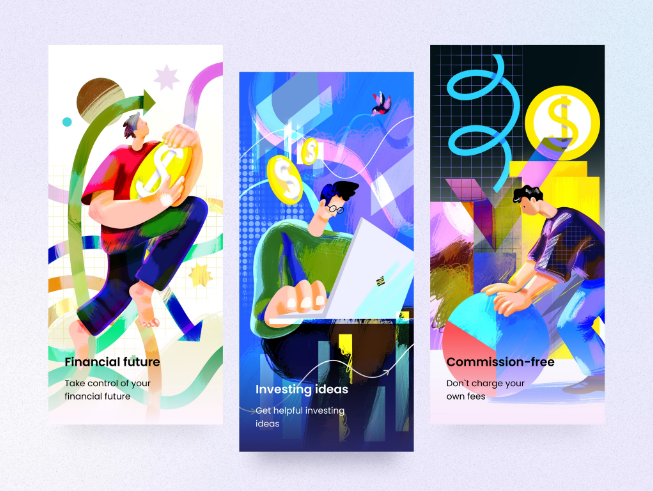 Financial future
Take control of your
financial future
Investing ideas
Get helpful investing
ideas
Commission-free
Don`t charge your
own fees